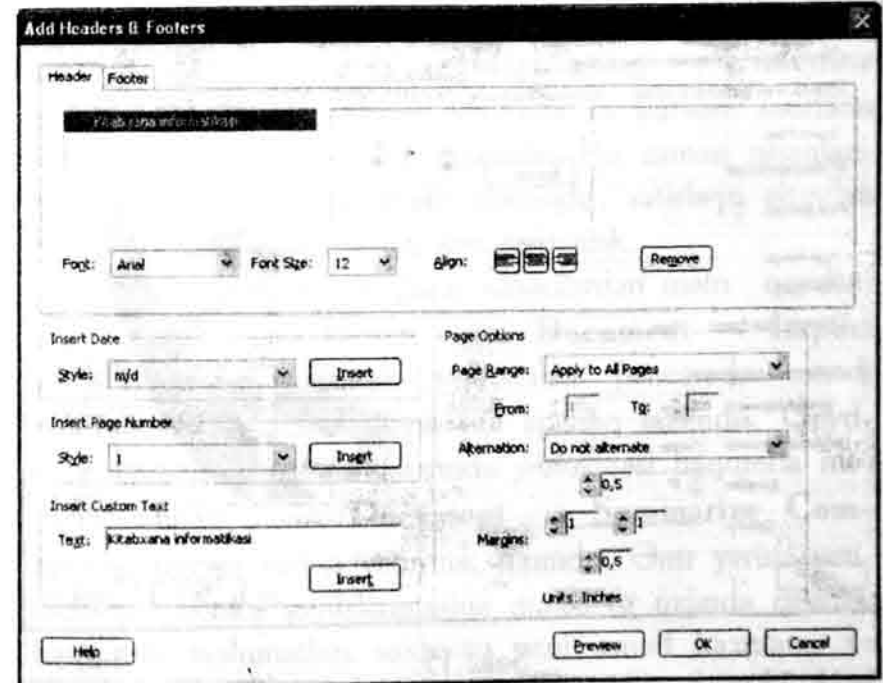 Add Headers & Footers
Header Footer
Kitabxana informatikasi
Font: Arial Font Size: 12 Align: Remove
Insert Date
Style: m/d Insert
Insert Page Number
Style: 1 Insert
Insert Custom Text
Text: Kitabxana informatikasi
Insert
Page Options
Page Range: Apply to All Pages
From: To:
Alternation: Do not alternate
0,5
Margins: 1 1
0,5
Units: Inches
Help Preview OK Cancel